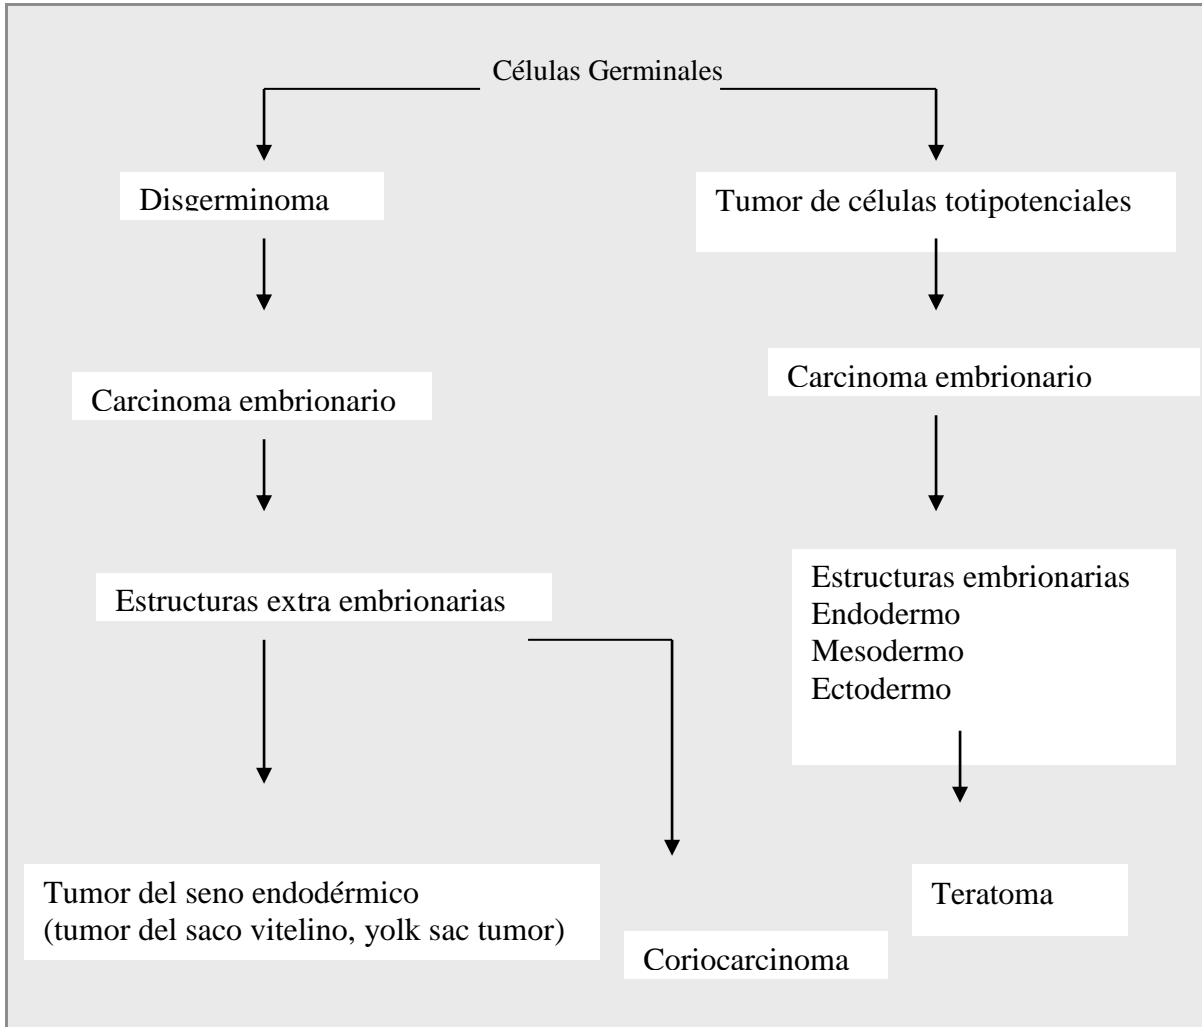 Células Germinales
Disgerminoma
Tumor de células totipotenciales
Carcinoma embrionario
Carcinoma embrionario
Estructuras extra embrionarias
Estructuras embrionarias
Endodermo
Mesodermo
Ectodermo
Tumor del seno endodérmico
(tumor del saco vitelino, yolk sac tumor)
Coriocarcinoma
Teratoma